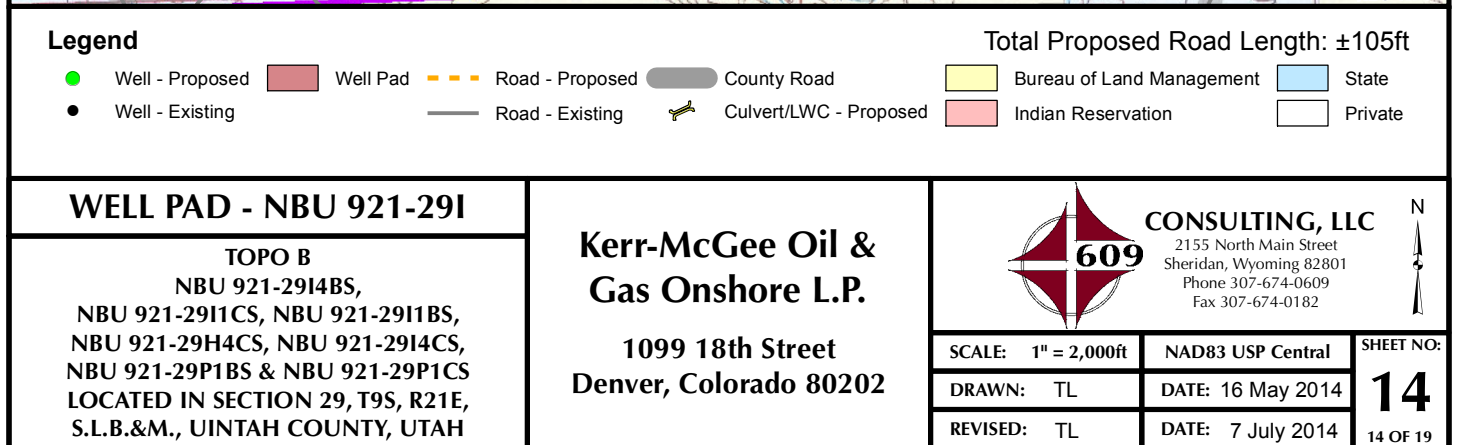 Legend
Total Proposed Road Length: ±105ft
Well - Proposed
Well Pad
Road - Proposed
County Road
Bureau of Land Management
State
Well - Existing
Road - Existing
Culvert/LWC - Proposed
Indian Reservation
Private
WELL PAD - NBU 921-29I
TOPO B
NBU 921-29I4BS,
NBU 921-29I1CS, NBU 921-29I1BS,
NBU 921-29H4CS, NBU 921-29I4CS,
NBU 921-29P1BS & NBU 921-29P1CS
LOCATED IN SECTION 29, T9S, R21E,
S.L.B.&M., UINTAH COUNTY, UTAH
Kerr-McGee Oil &
Gas Onshore L.P.
1099 18th Street
Denver, Colorado 80202
609
CONSULTING, LLC
2155 North Main Street
Sheridan, Wyoming 82801
Phone 307-674-0609
Fax 307-674-0182
N
SCALE: 1" = 2,000ft
NAD83 USP Central
SHEET NO:
DRAWN: TL
DATE: 16 May 2014
14
REVISED: TL
DATE: 7 July 2014
14 OF 19